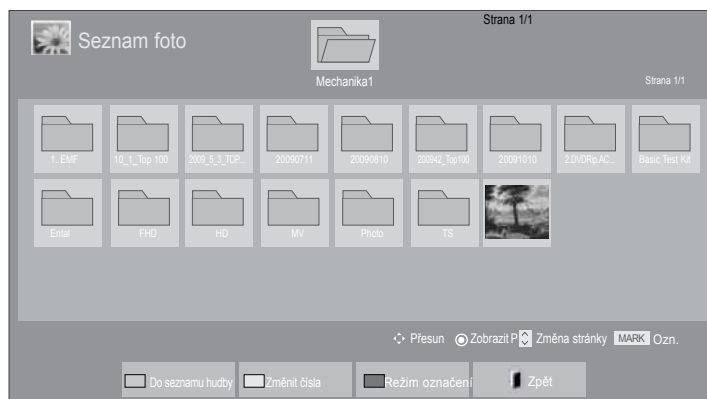 Strana 1/1
Seznam foto
Mechanika1
Strana 1/1
1. EMF 10_1_Top 100 2009_5_3_TOP... 20090711 20090810 200942_Top100 20091010 2.DVDRip.AC... Basic Test Kit
Ental FHD HD MV Photo TS
Přesun Zobrazit P Změna stránky MARK Ozn.
Do seznamu hudby Změnit čísla Režim označení Zpět